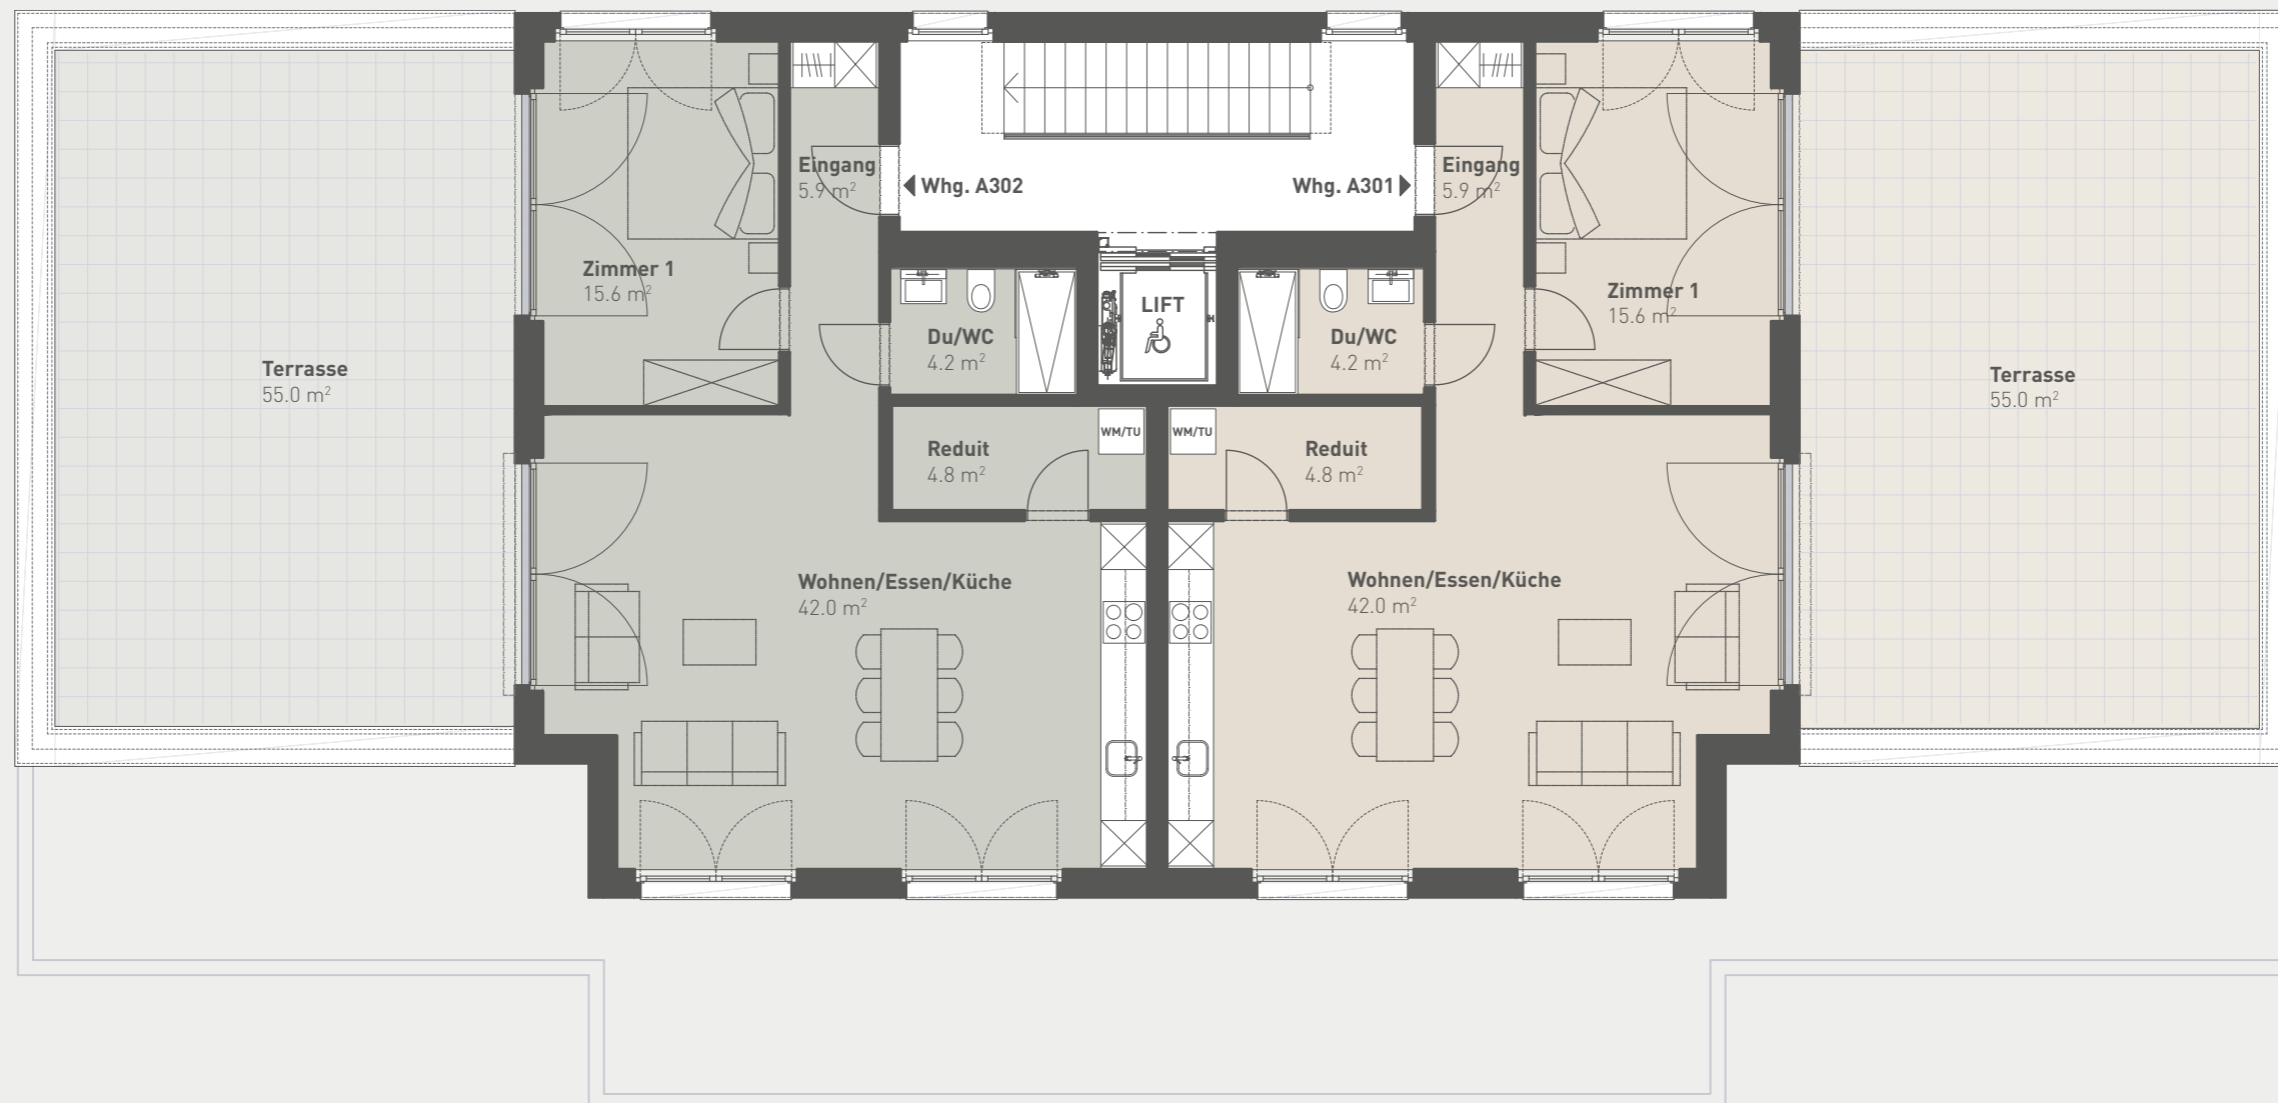 Eingang
5.9 m²
Whg. A302
Whg. A301
Eingang
5.9 m²
Zimmer 1
15.6 m²
LIFT
Zimmer 1
15.6 m²
Du/WC
4.2 m²
Du/WC
4.2 m²
Terrasse
55.0 m²
Terrasse
55.0 m²
Reduit
4.8 m²
WM/TU
WM/TU
Reduit
4.8 m²
Wohnen/Essen/Küche
42.0 m²
Wohnen/Essen/Küche
42.0 m²